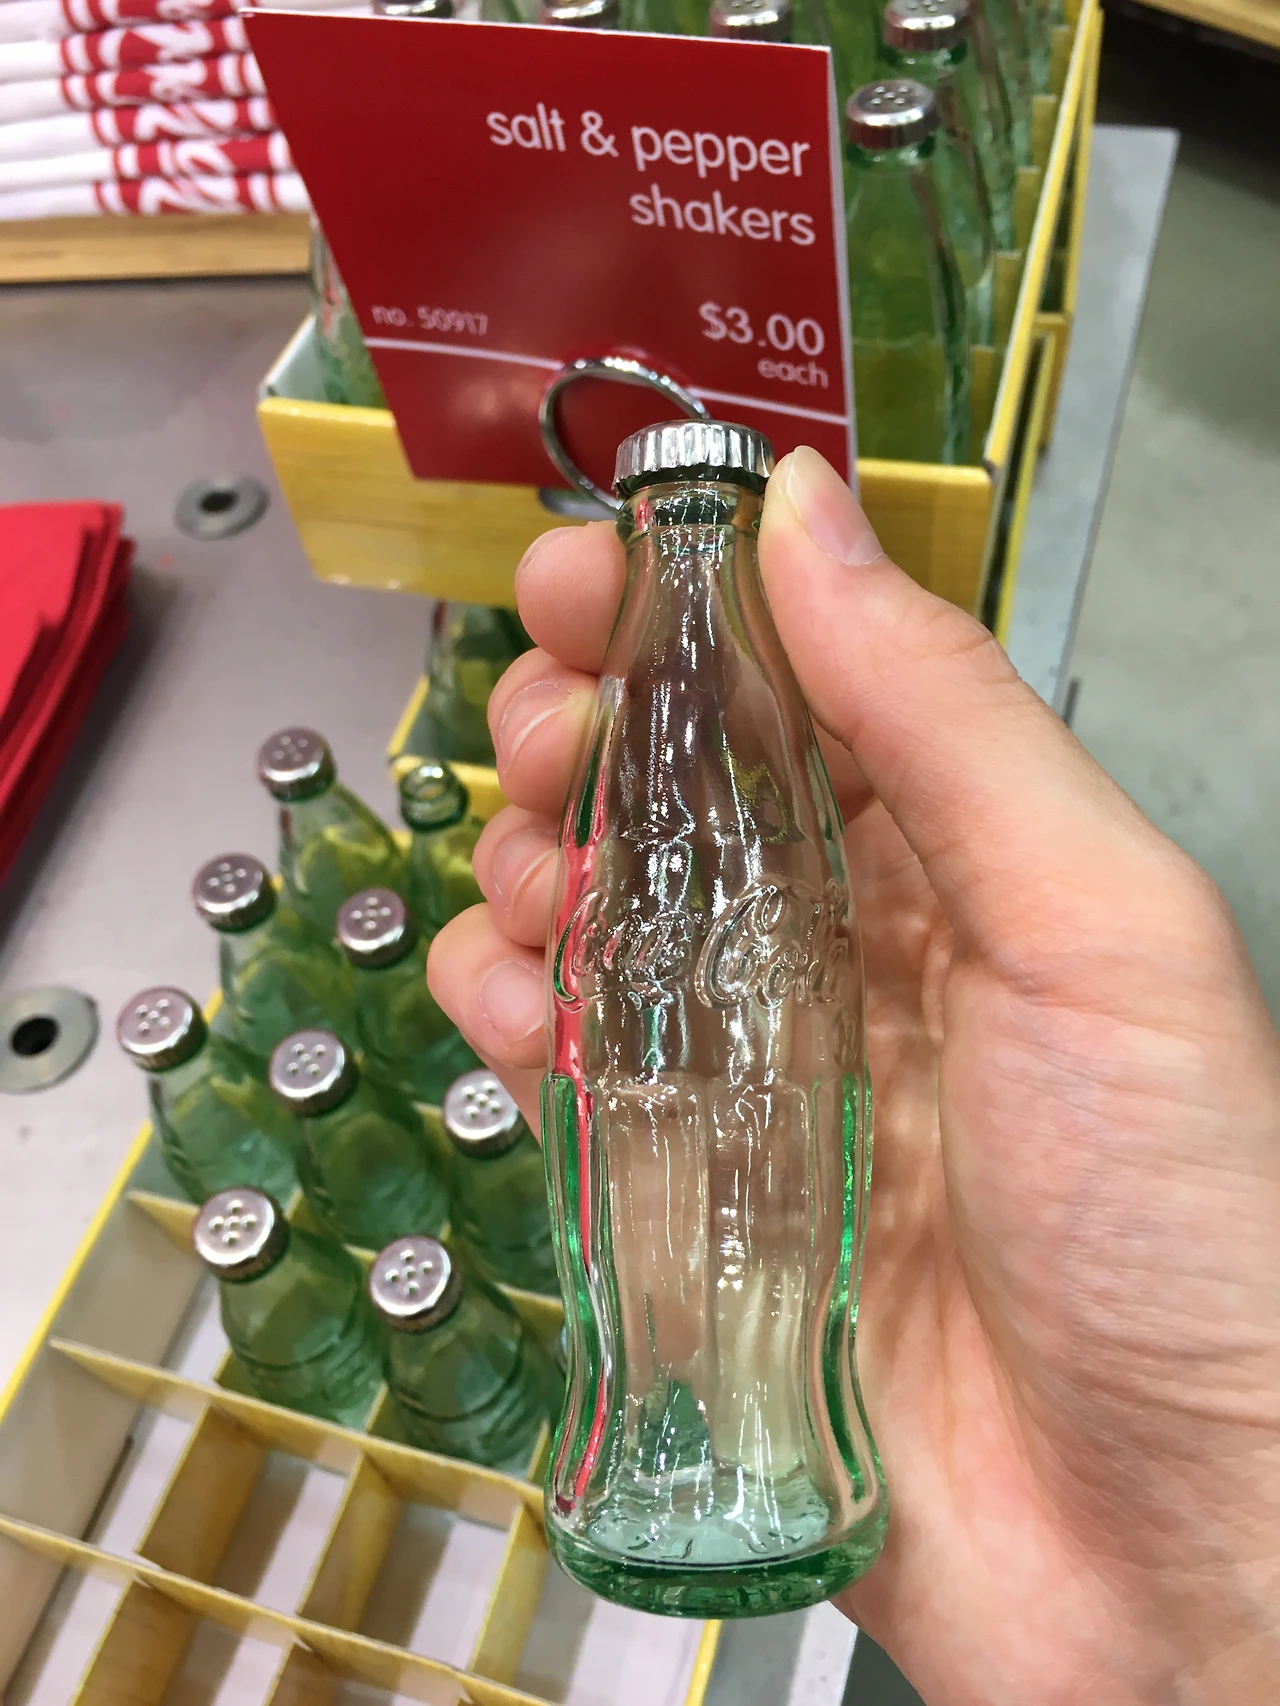 salt & pepper
shakers
no. 50917
$3.00
each
Coca-Cola
®